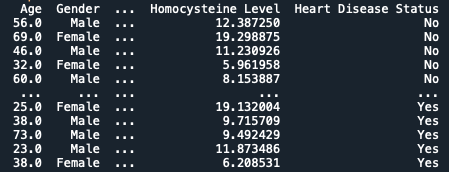 Age Gender ... Homocysteine Level Heart Disease Status
56.0 Male ... 12.387250 No
69.0 Female ... 19.298875 No
46.0 Male ... 11.230926 No
32.0 Female ... 5.961958 No
60.0 Male ... 8.153887 No
... ... ... ... ...
25.0 Female ... 19.132004 Yes
38.0 Male ... 9.715709 Yes
73.0 Male ... 9.492429 Yes
23.0 Male ... 11.873486 Yes
38.0 Female ... 6.208531 Yes